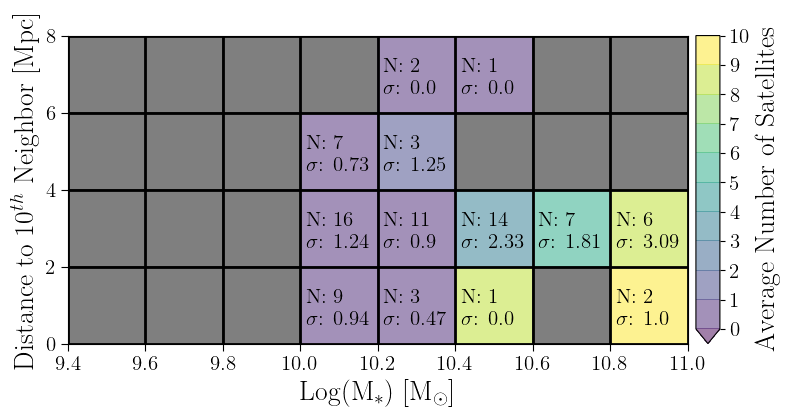 Distance to 10^{th} Neighbor [Mpc]
8
6
4
2
0
N: 2
σ: 0.0
N: 1
σ: 0.0
N: 7
σ: 0.73
N: 3
σ: 1.25
N: 16
σ: 1.24
N: 11
σ: 0.9
N: 14
σ: 2.33
N: 7
σ: 1.81
N: 6
σ: 3.09
N: 9
σ: 0.94
N: 3
σ: 0.47
N: 1
σ: 0.0
N: 2
σ: 1.0
9.4 9.6 9.8 10.0 10.2 10.4 10.6 10.8 11.0
Log(M_*) [M_⊙]
10
9
8
7
6
5
4
3
2
1
0
Average Number of Satellites